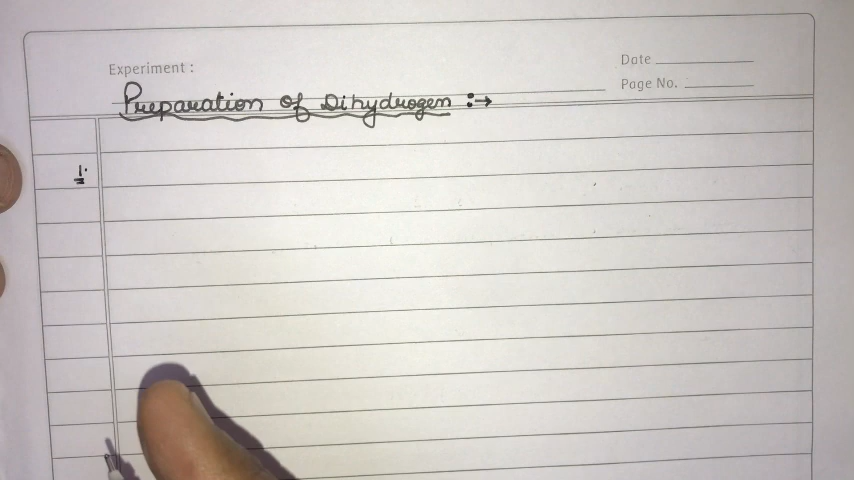 Experiment :
Date
Page No.
Preparation of Dihydrogen :→
1.